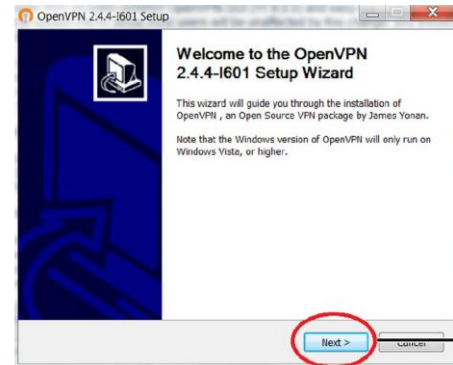 OpenVPN 2.4.4-I601 Setup
Welcome to the OpenVPN
2.4.4-I601 Setup Wizard
This wizard will guide you through the installation of
OpenVPN , an Open Source VPN package by James Yonan.
Note that the Windows version of OpenVPN will only run on
Windows Vista, or higher.
Next >
Cancel